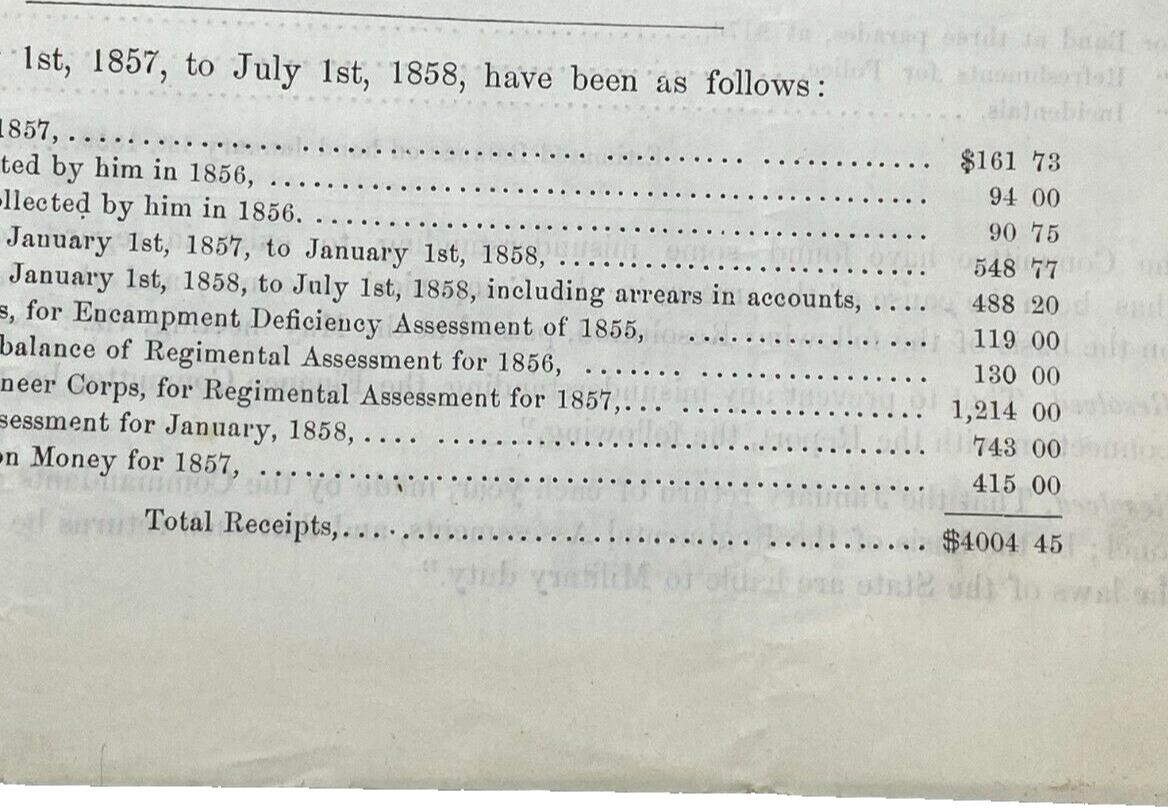 1st, 1857, to July 1st, 1858, have been as follows:
1857, $161 73
ted by him in 1856, 94 00
llected by him in 1856. 90 75
January 1st, 1857, to January 1st, 1858, 548 77
January 1st, 1858, to July 1st, 1858, including arrears in accounts, 488 20
s, for Encampment Deficiency Assessment of 1855, 119 00
balance of Regimental Assessment for 1856, 130 00
neer Corps, for Regimental Assessment for 1857, 1,214 00
sessment for January, 1858, 743 00
on Money for 1857, 415 00
Total Receipts, $4004 45